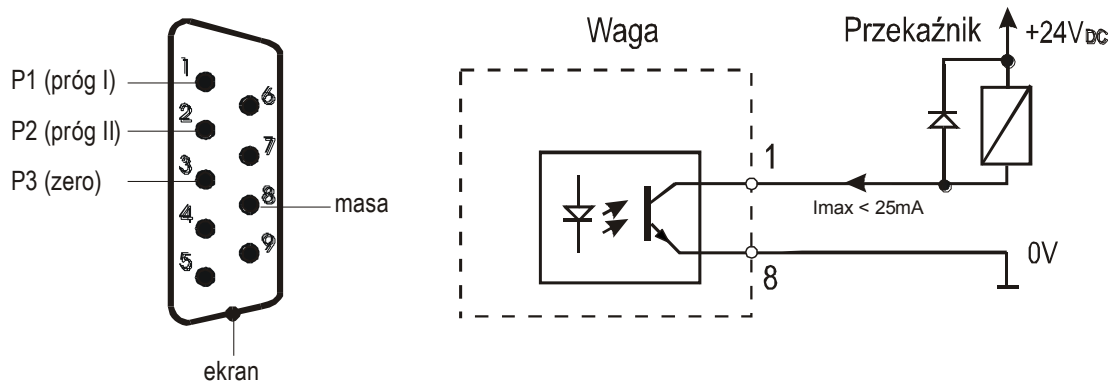 P1 (próg I)
P2 (próg II)
P3 (zero)
1
2
3
4
5
6
7
8
9
masa
ekran
Waga
Przekaźnik
+24VDC
1
Imax < 25mA
8
0V